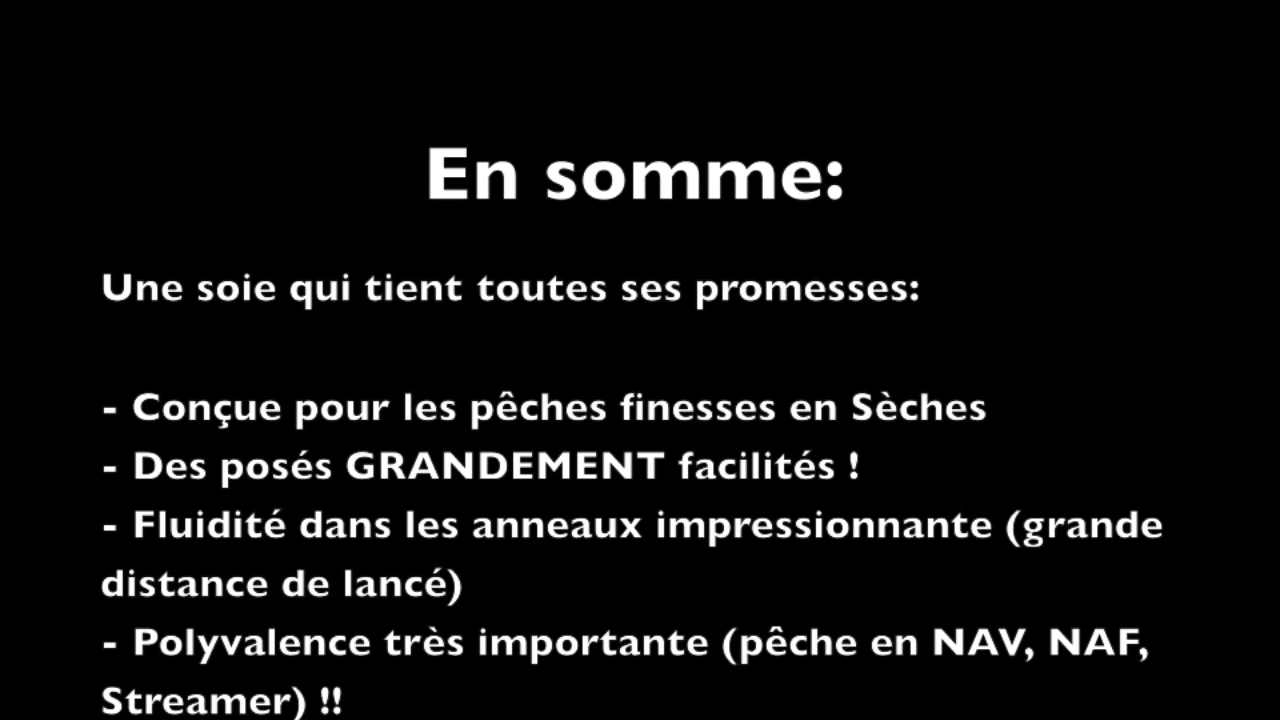 En somme:
Une soie qui tient toutes ses promesses:
- Conçue pour les pêches finesses en Sèches
- Des posés GRANDEMENT facilités !
- Fluidité dans les anneaux impressionnante (grande
distance de lancé)
- Polyvalence très importante (pêche en NAV, NAF,
Streamer) !!